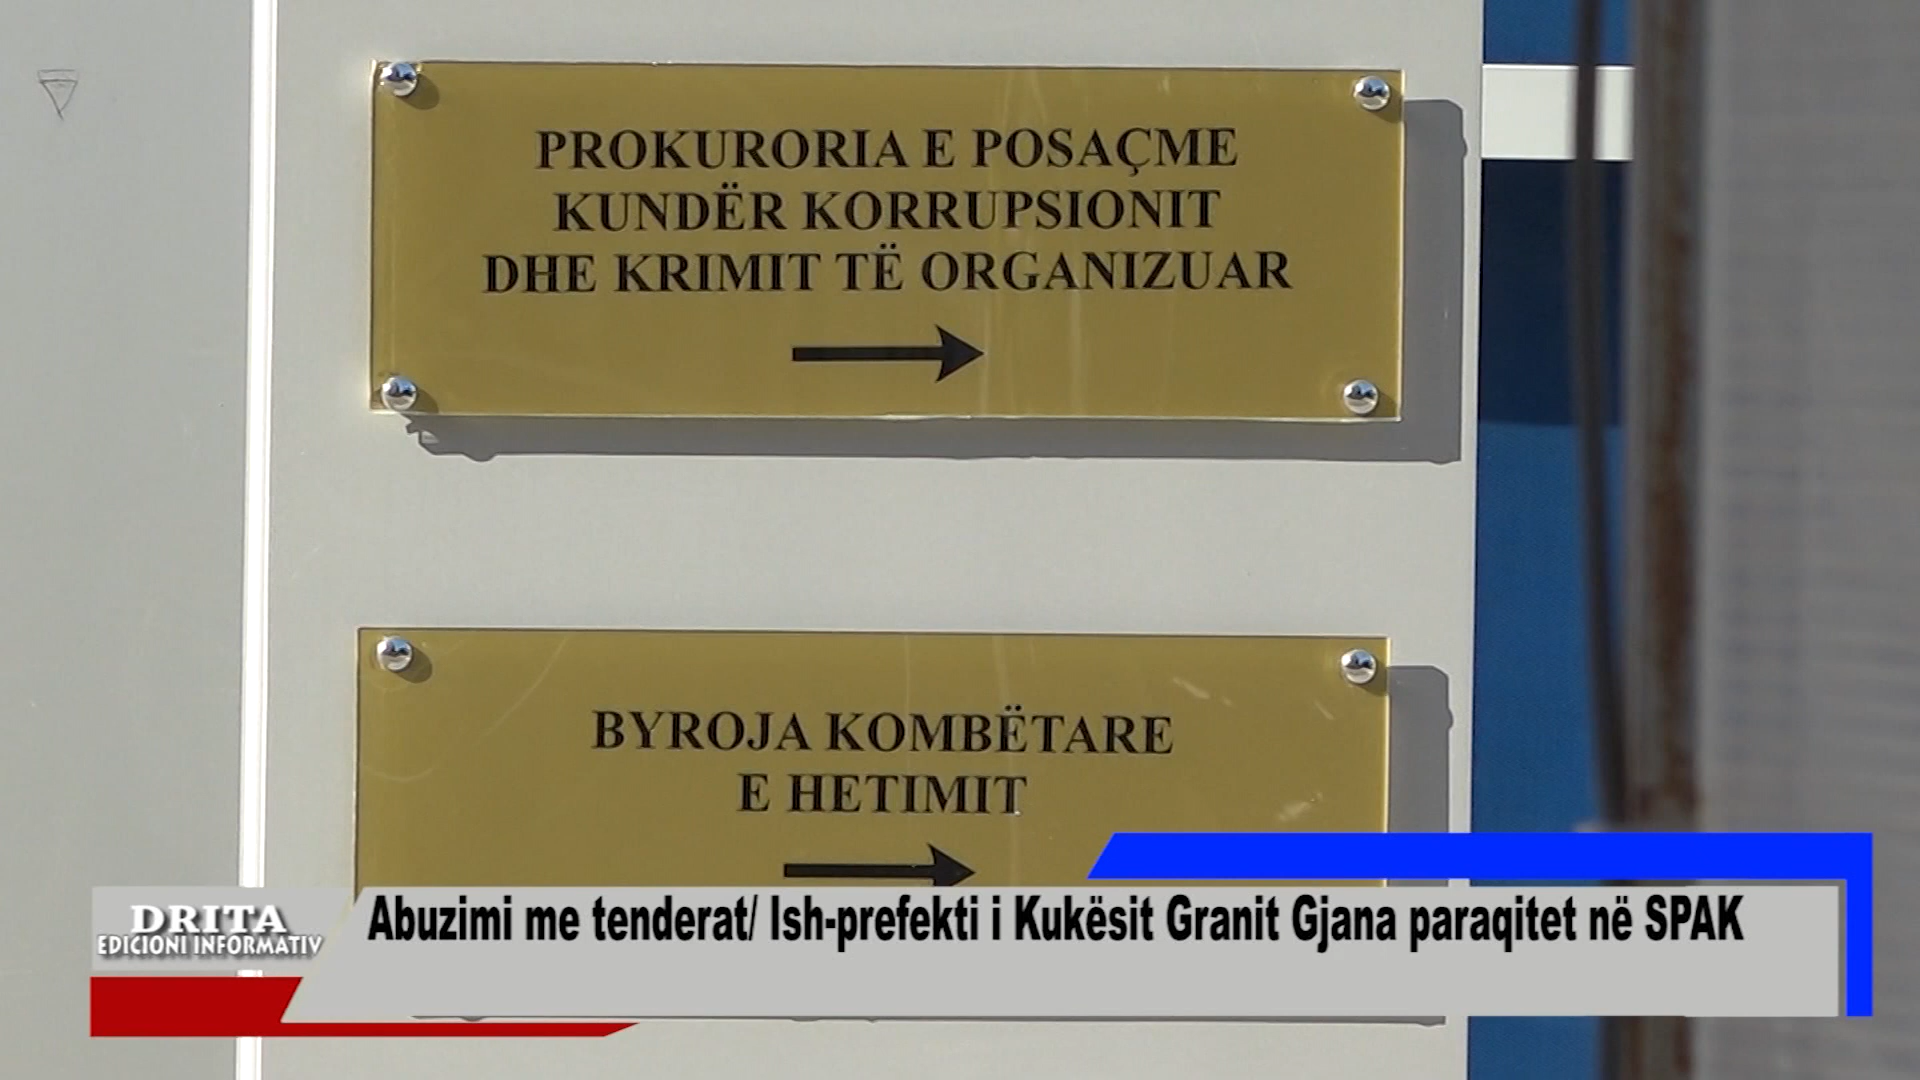 PROKURORIA E POSAÇME
KUNDËR KORRUPSIONIT
DHE KRIMIT TË ORGANIZUAR
BYROJA KOMBËTARE
E HETIMIT
DRITA
EDICIONI INFORMATIV
Abuzimi me tenderat/ Ish-prefekti i Kukësit Granit Gjana paraqitet në SPAK